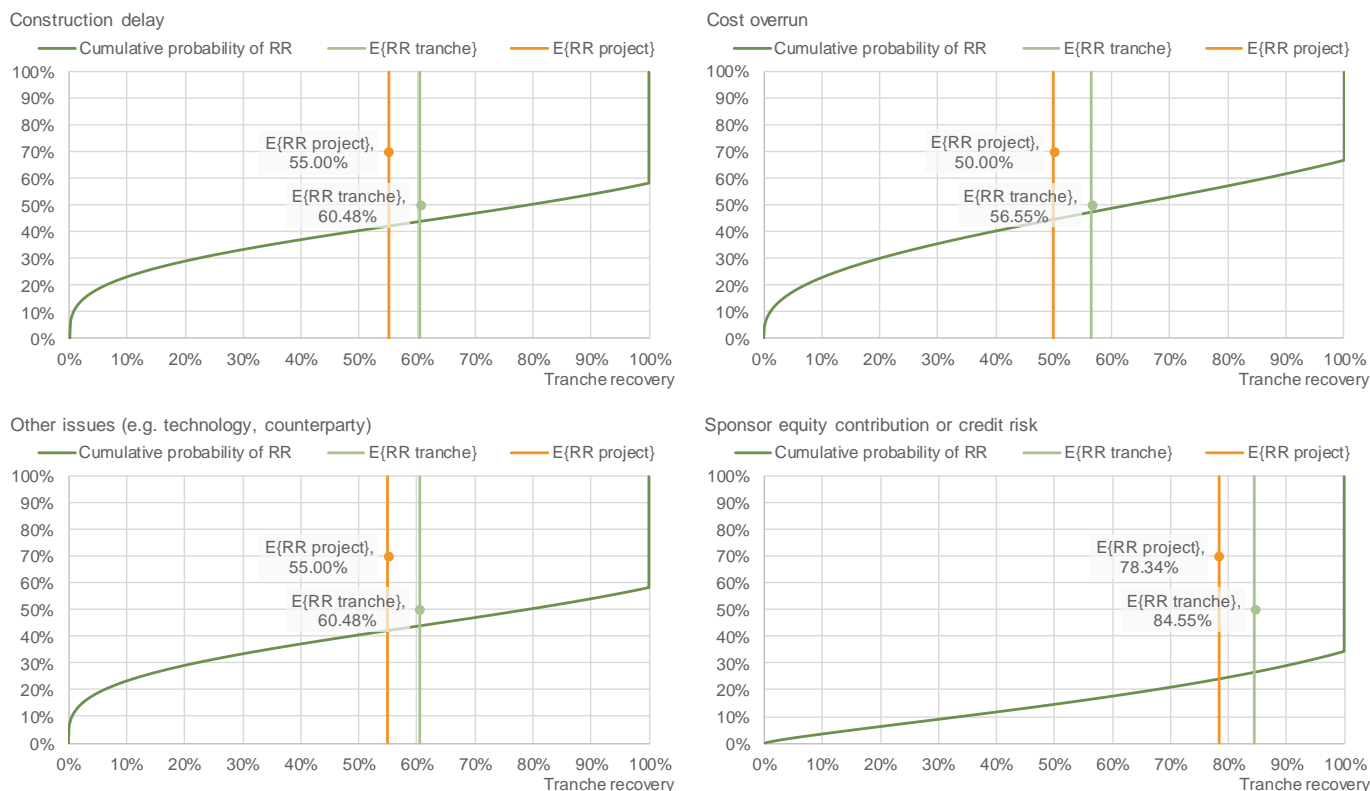 Construction delay
Cumulative probability of RR E{RR tranche} E{RR project}
100%
90%
80%
70%
60%
50%
40%
30%
20%
10%
0%
E{RR project},
55.00%
E{RR tranche},
60.48%
0% 10% 20% 30% 40% 50% 60% 70% 80% 90% 100%
Tranche recovery
Cost overrun
Cumulative probability of RR E{RR tranche} E{RR project}
100%
90%
80%
70%
60%
50%
40%
30%
20%
10%
0%
E{RR project},
50.00%
E{RR tranche},
56.55%
0% 10% 20% 30% 40% 50% 60% 70% 80% 90% 100%
Tranche recovery
Other issues (e.g. technology, counterparty)
Cumulative probability of RR E{RR tranche} E{RR project}
100%
90%
80%
70%
60%
50%
40%
30%
20%
10%
0%
E{RR project},
55.00%
E{RR tranche},
60.48%
0% 10% 20% 30% 40% 50% 60% 70% 80% 90% 100%
Tranche recovery
Sponsor equity contribution or credit risk
Cumulative probability of RR E{RR tranche} E{RR project}
100%
90%
80%
70%
60%
50%
40%
30%
20%
10%
0%
E{RR project},
78.34%
E{RR tranche},
84.55%
0% 10% 20% 30% 40% 50% 60% 70% 80% 90% 100%
Tranche recovery